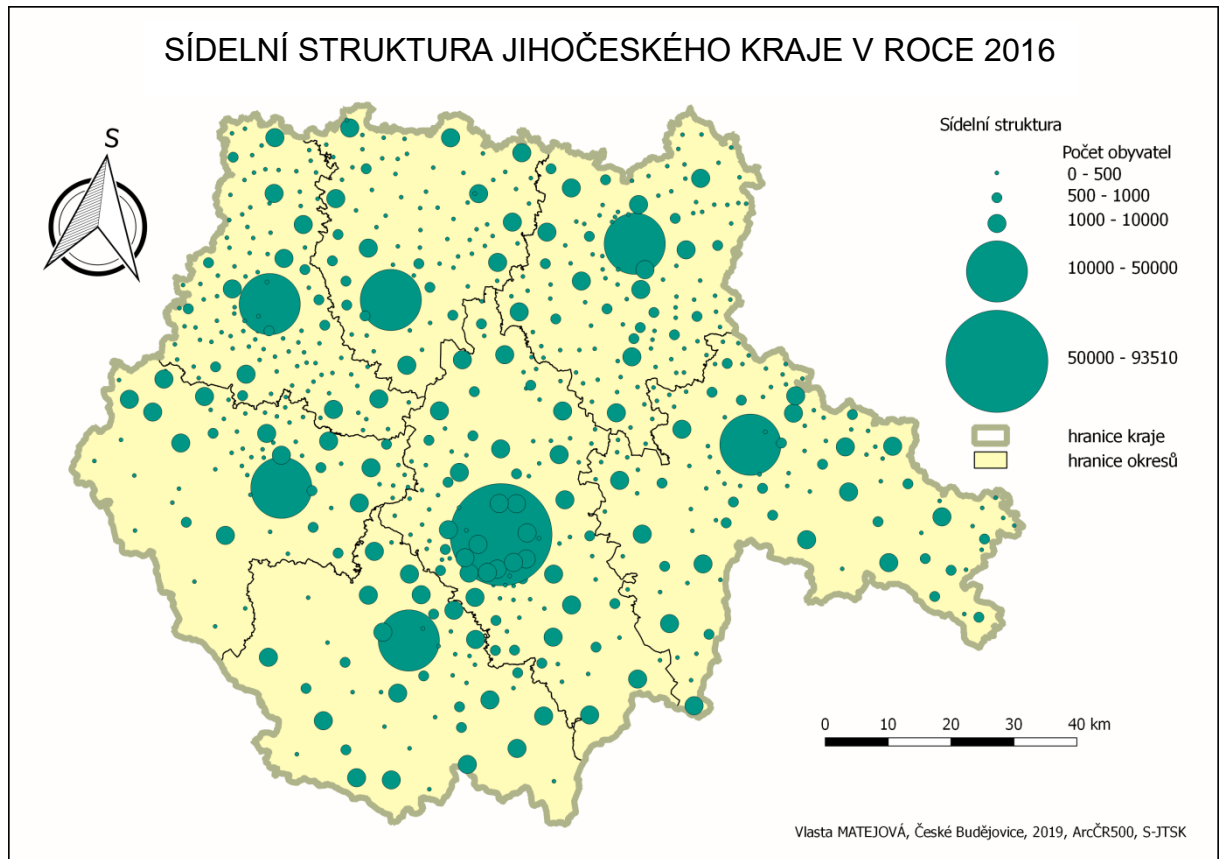 SÍDELNÍ STRUKTURA JIHOČESKÉHO KRAJE V ROCE 2016
S
Sídelní struktura
Počet obyvatel
0 - 500
500 - 1000
1000 - 10000
10000 - 50000
50000 - 93510
hranice kraje
hranice okresů
0 10 20 30 40 km
Vlasta MATEJOVÁ, České Budějovice, 2019, ArcČR500, S-JTSK